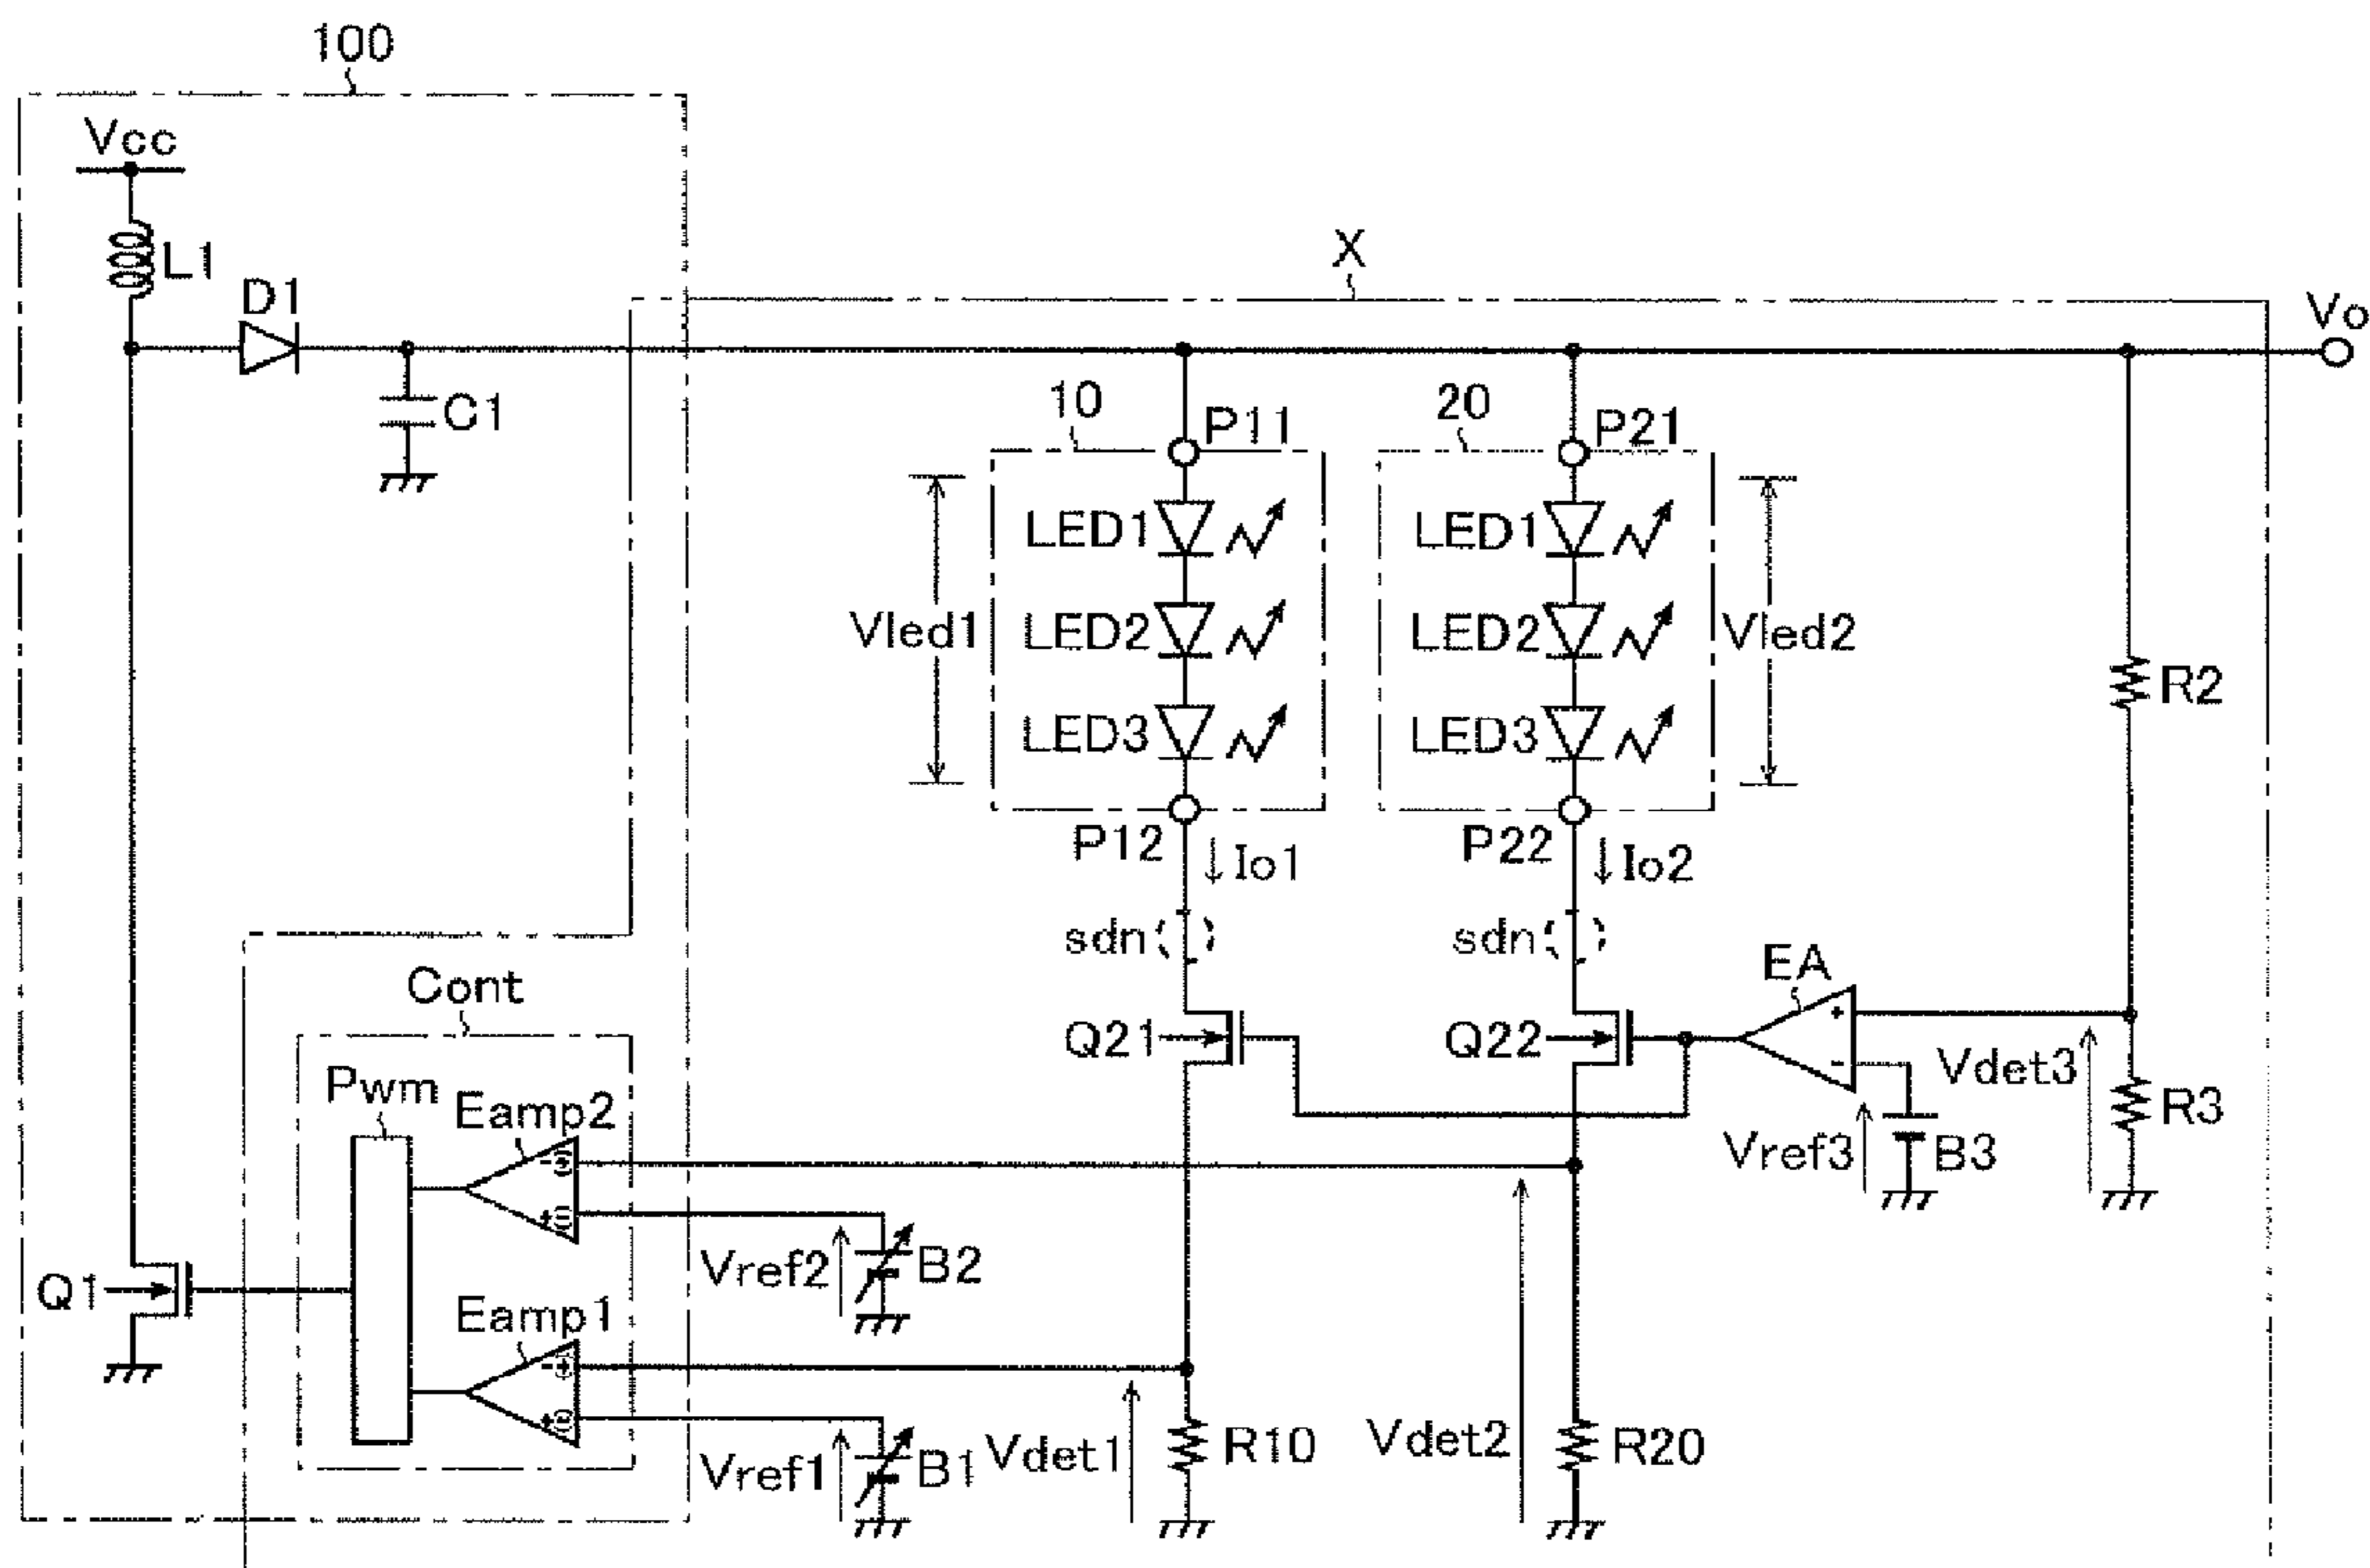 100
Vcc
L1
D1
C1
X
Vo
10
P11
20
P21
LED1
LED1
Vled1
LED2
LED2
Vled2
LED3
LED3
R2
P12
Io1
P22
Io2
sdn
sdn
EA
+
-
Cont
Q21
Q22
Vdet3
R3
Pwm
Eamp2
Vref3
B3
-(+)
+(-)
Vref2
B2
Q1
Eamp1
-(+)
+(-)
Vref1
B1
Vdet1
R10
Vdet2
R20